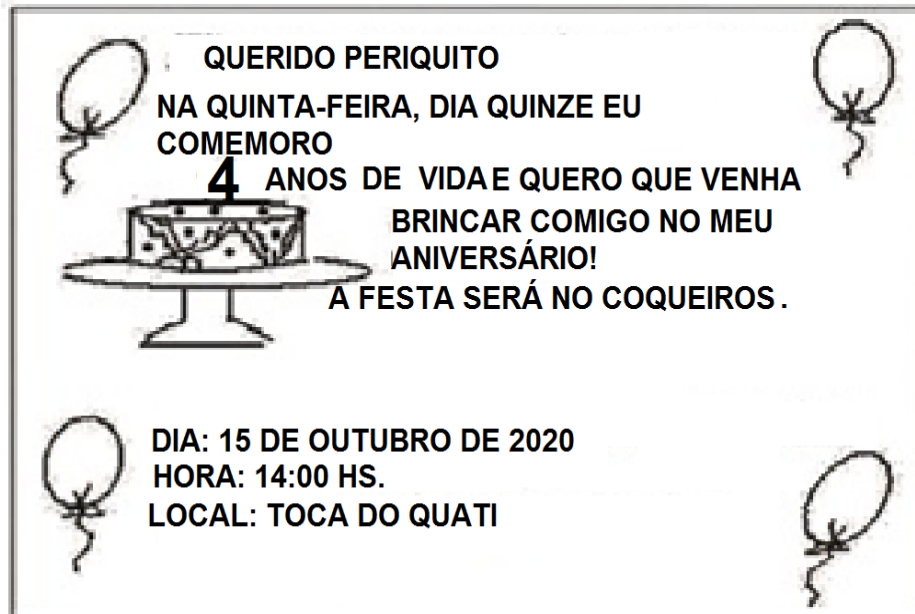 QUERIDO PERIQUITO
NA QUINTA-FEIRA, DIA QUINZE EU
COMEMORO
4 ANOS DE VIDA E QUERO QUE VENHA
BRINCAR COMIGO NO MEU
ANIVERSÁRIO!
A FESTA SERÁ NO COQUEIROS.
DIA: 15 DE OUTUBRO DE 2020
HORA: 14:00 HS.
LOCAL: TOCA DO QUATI